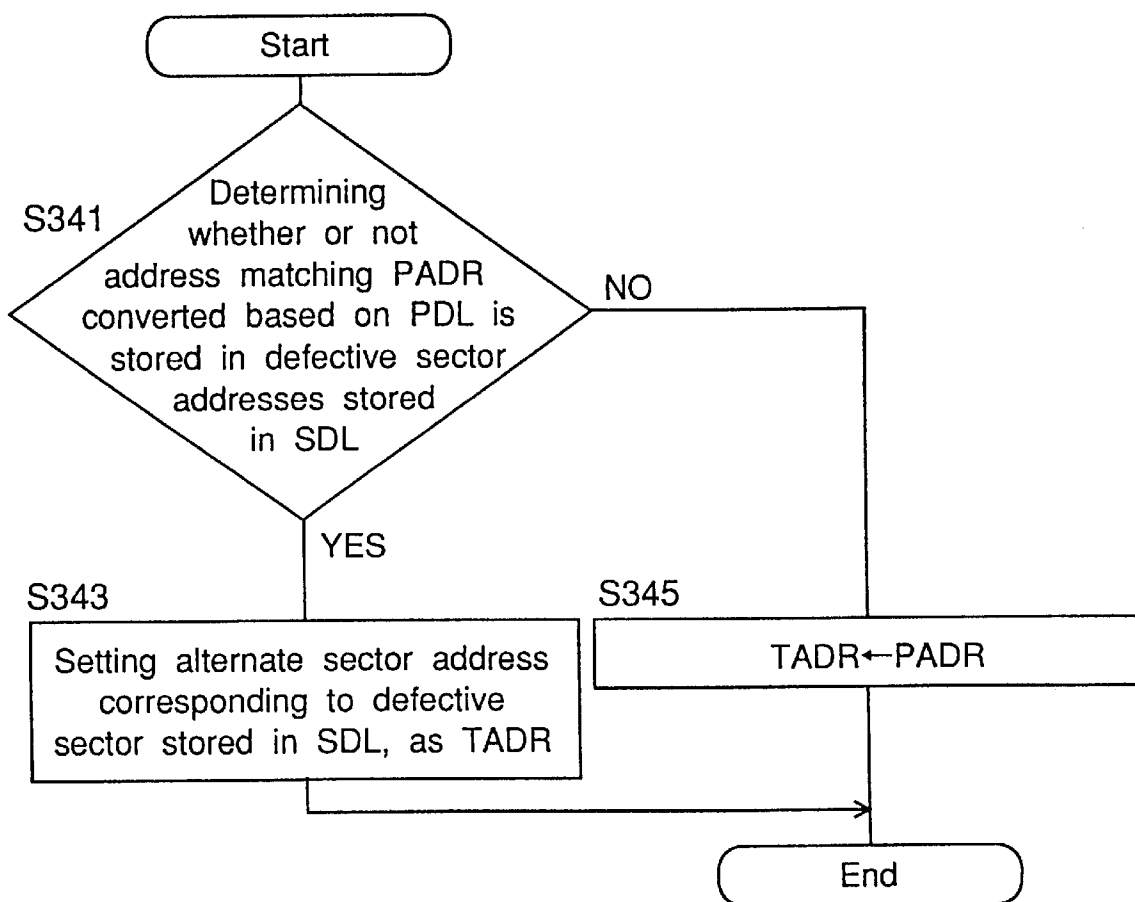 Start
S341
Determining
whether or not
address matching PADR
converted based on PDL is
stored in defective sector
addresses stored
in SDL
NO
YES
S343
Setting alternate sector address
corresponding to defective
sector stored in SDL, as TADR
S345
TADR←PADR
End